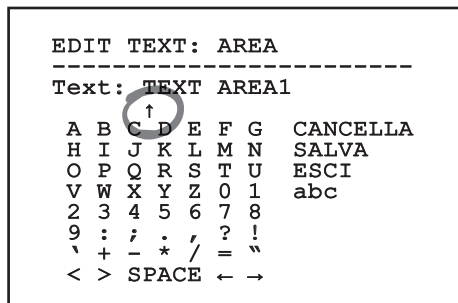 EDIT TEXT: AREA
-----------------------
Text: TEXT AREA1
↑
A B C D E F G CANCELLA
H I J K L M N SALVA
O P Q R S T U ESCI
V W X Y Z 0 1 abc
2 3 4 5 6 7 8
9 : ; . , ? !
‵ + - * / = ‶
< > SPACE ← →